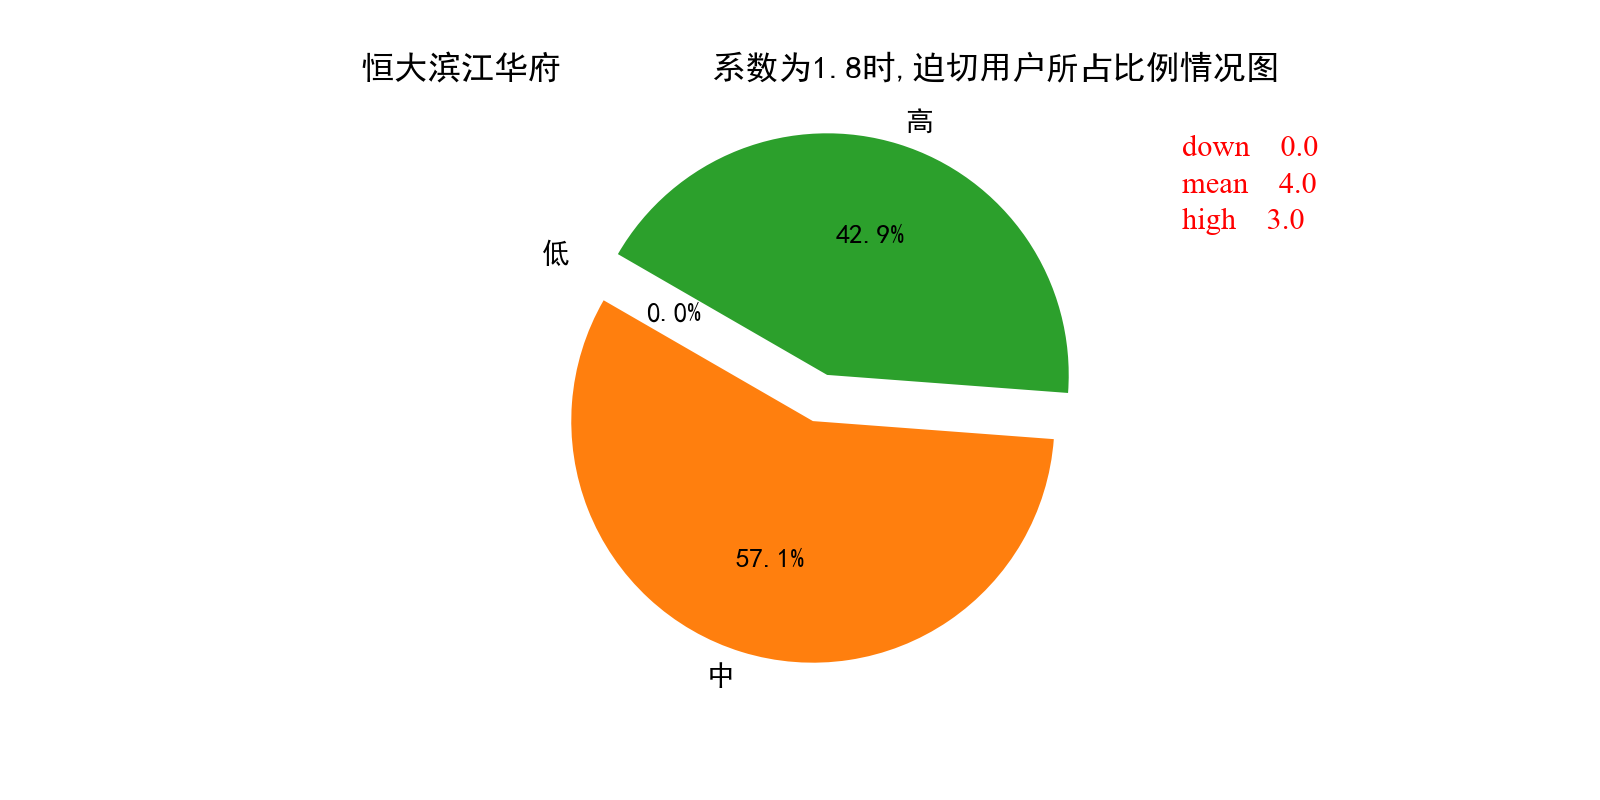 恒大滨江华府 系数为1.8时,迫切用户所占比例情况图
高
down 0.0
mean 4.0
high 3.0
42.9%
低
0.0%
57.1%
中